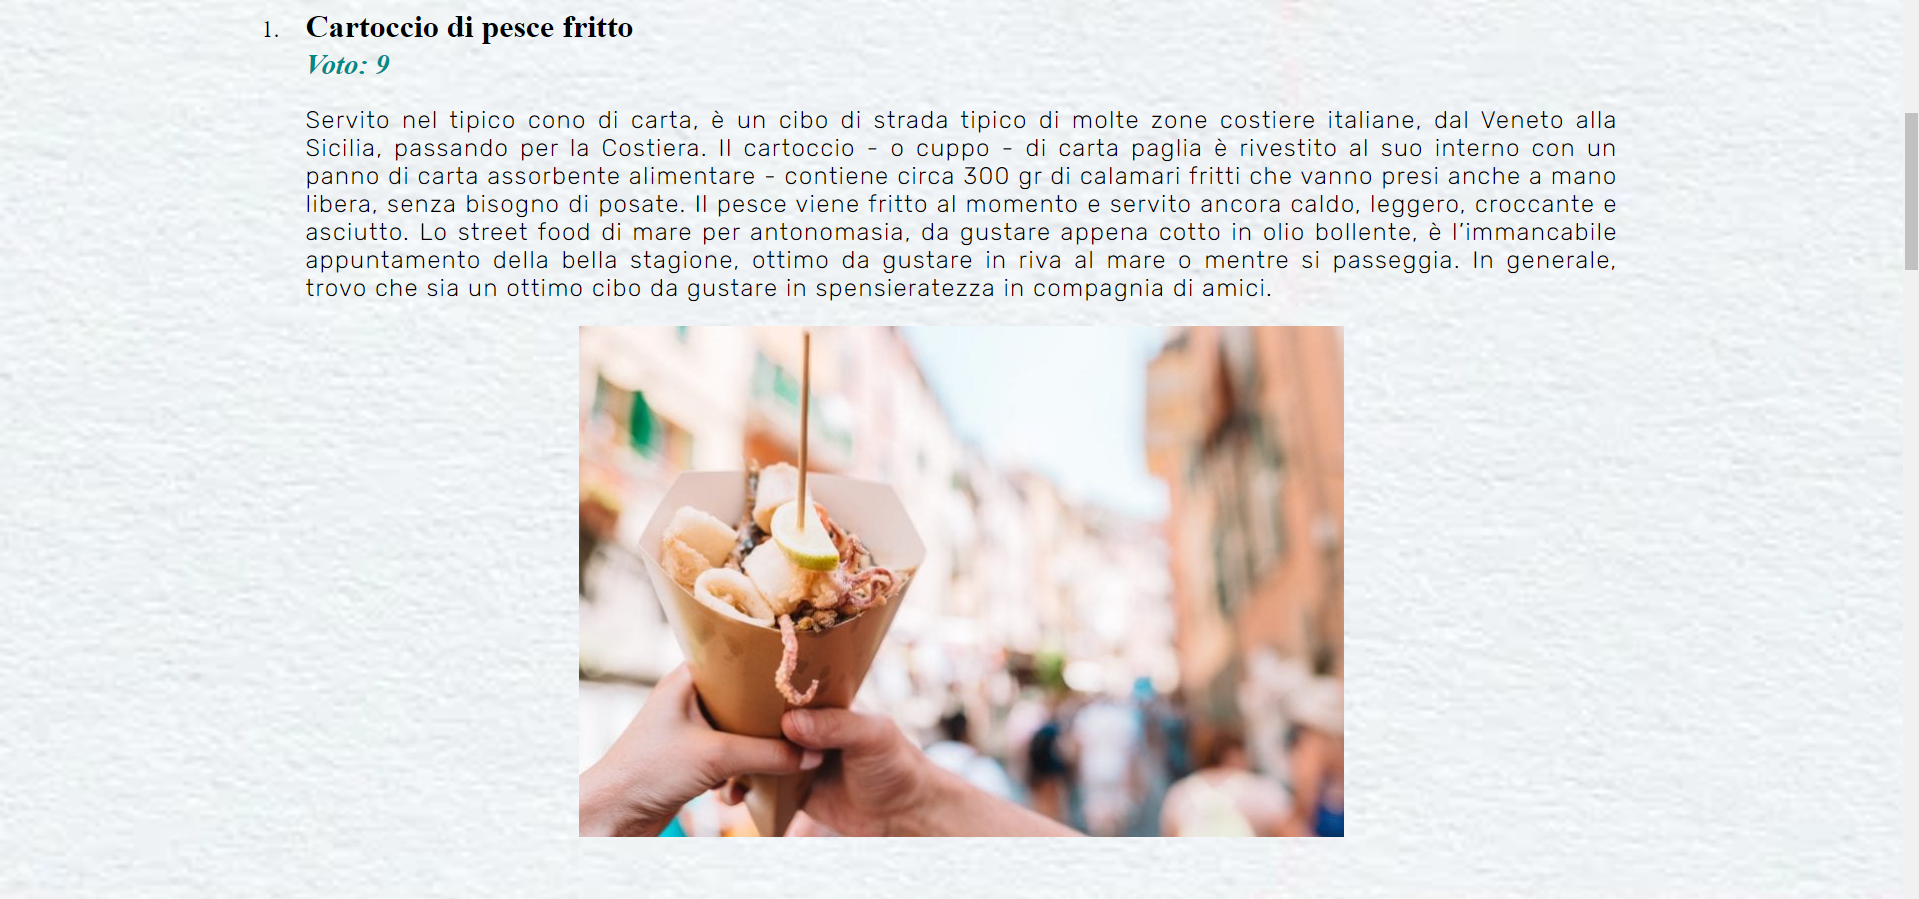 1. Cartoccio di pesce fritto
Voto: 9
Servito nel tipico cono di carta, è un cibo di strada tipico di molte zone costiere italiane, dal Veneto alla
Sicilia, passando per la Costiera. Il cartoccio - o cuppo - di carta paglia è rivestito al suo interno con un
panno di carta assorbente alimentare - contiene circa 300 gr di calamari fritti che vanno presi anche a mano
libera, senza bisogno di posate. Il pesce viene fritto al momento e servito ancora caldo, leggero, croccante e
asciutto. Lo street food di mare per antonomasia, da gustare appena cotto in olio bollente, è l'immancabile
appuntamento della bella stagione, ottimo da gustare in riva al mare o mentre si passeggia. In generale,
trovo che sia un ottimo cibo da gustare in spensieratezza in compagnia di amici.